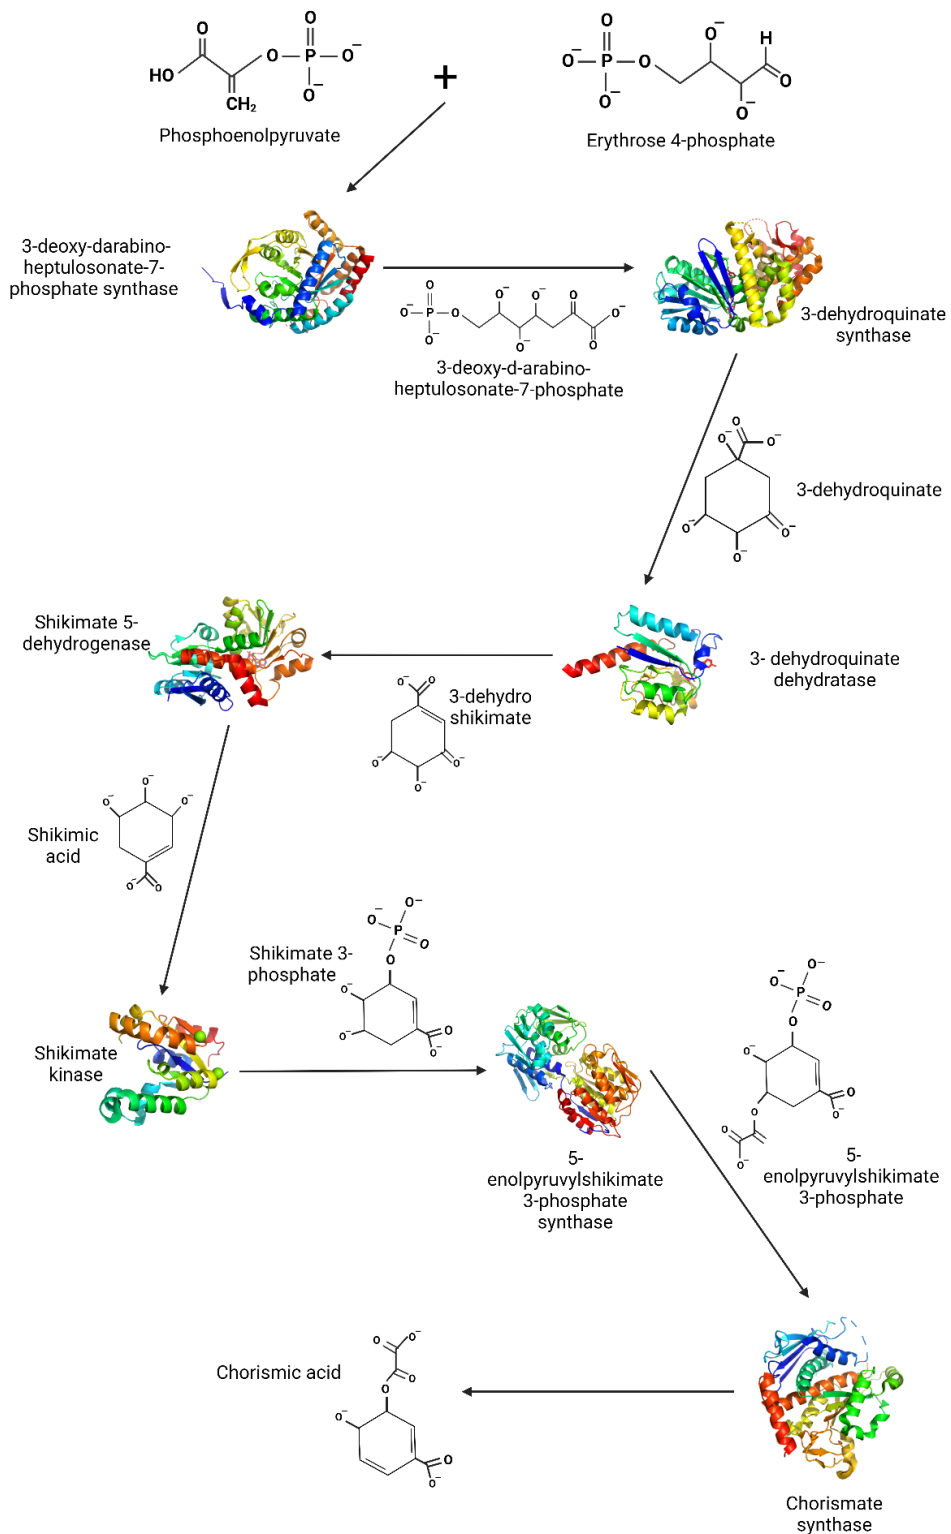 Phosphoenolpyruvate
HO
O
O
CH₂
O
P
O⁻
O⁻
+
Erythrose 4-phosphate
O
O⁻
P
O⁻
O
O⁻
O⁻
H
O
3-deoxy-darabino-
heptulosonate-7-
phosphate synthase
O
O⁻
P
O⁻
O
O⁻
O⁻
O⁻
O
O⁻
O
3-deoxy-d-arabino-
heptulosonate-7-phosphate
3-dehydroquinate
synthase
O
O⁻
O⁻
O⁻
O⁻
O⁻
3-dehydroquinate
3- dehydroquinate
dehydratase
O⁻
O
O⁻
O⁻
O⁻
3-dehydro
shikimate
Shikimate 5-
dehydrogenase
O⁻
O⁻
O⁻
O⁻
O
Shikimic
acid
Shikimate
kinase
O⁻
O⁻
P
O
O
O⁻
O⁻
O
O⁻
Shikimate 3-
phosphate
5-
enolpyruvylshikimate
3-phosphate
synthase
O⁻
O⁻
P
O
O
O⁻
O
O⁻
O
O
O⁻
5-
enolpyruvylshikimate
3-phosphate
Chorismate
synthase
Chorismic acid
O
O⁻
O
O
O⁻
O
O⁻